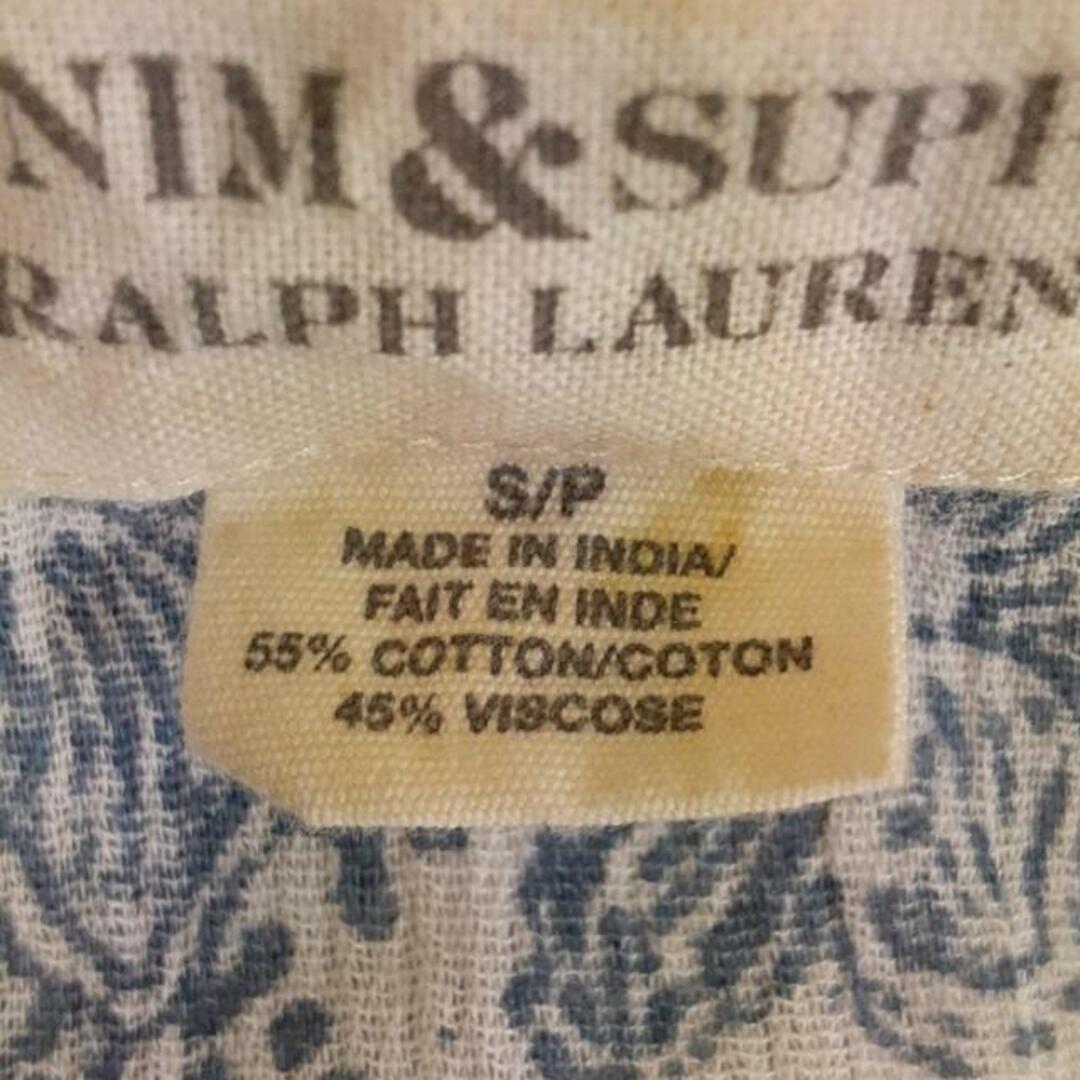 NIM & SUPP
RALPH LAUREN
S/P
MADE IN INDIA/
FAIT EN INDE
55% COTTON/COTON
45% VISCOSE